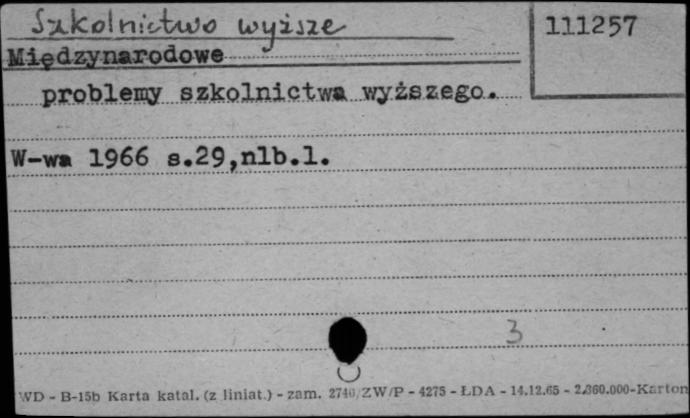 Szkolnictwo wyższe
111257
Międzynarodowe
problemy szkolnictwa wyższego.
W-wa 1966 s.29,nlb.1.
3
WD - B-15b Karta katal. (z liniat.) - zam. 2740/ZW/P - 4275 - ŁDA - 14.12.65 - 2.360.000-Karton